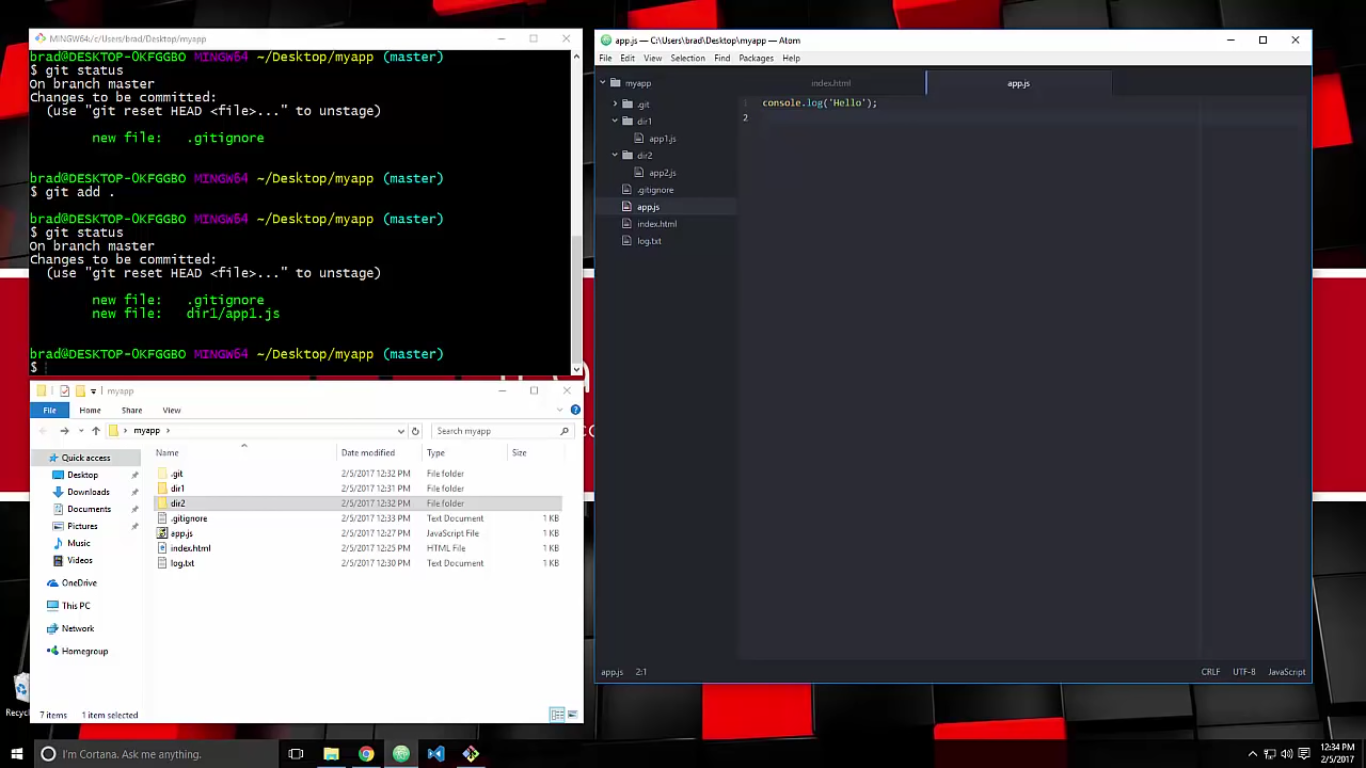 MINGW64:/c/Users/brad/Desktop/myapp
brad@DESKTOP-0KFGGBO MINGW64 ~/Desktop/myapp (master)
$ git status
On branch master
Changes to be committed:
(use "git reset HEAD <file>..." to unstage)
new file: .gitignore
brad@DESKTOP-0KFGGBO MINGW64 ~/Desktop/myapp (master)
$ git add .
brad@DESKTOP-0KFGGBO MINGW64 ~/Desktop/myapp (master)
$ git status
On branch master
Changes to be committed:
(use "git reset HEAD <file>..." to unstage)
new file: .gitignore
new file: dir1/app1.js
brad@DESKTOP-0KFGGBO MINGW64 ~/Desktop/myapp (master)
$
myapp
File Home Share View
myapp
Search myapp
Name Date modified Type Size
Quick access
Desktop
Downloads
Documents
Pictures
Music
Videos
OneDrive
This PC
Network
Homegroup
.git 2/5/2017 12:32 PM File folder
dir1 2/5/2017 12:31 PM File folder
dir2 2/5/2017 12:32 PM File folder
.gitignore 2/5/2017 12:33 PM Text Document 1 KB
app.js 2/5/2017 12:27 PM JavaScript File 1 KB
index.html 2/5/2017 12:25 PM HTML File 1 KB
log.txt 2/5/2017 12:30 PM Text Document 1 KB
7 items 1 item selected
app.js — C:\Users\brad\Desktop\myapp — Atom
File Edit View Selection Find Packages Help
myapp
.git
dir1
app1.js
dir2
app2.js
.gitignore
app.js
index.html
log.txt
index.html app.js
1 console.log('Hello');
2
app.js 2:1 CRLF UTF-8 JavaScript
I'm Cortana. Ask me anything.
12:34 PM
2/5/2017